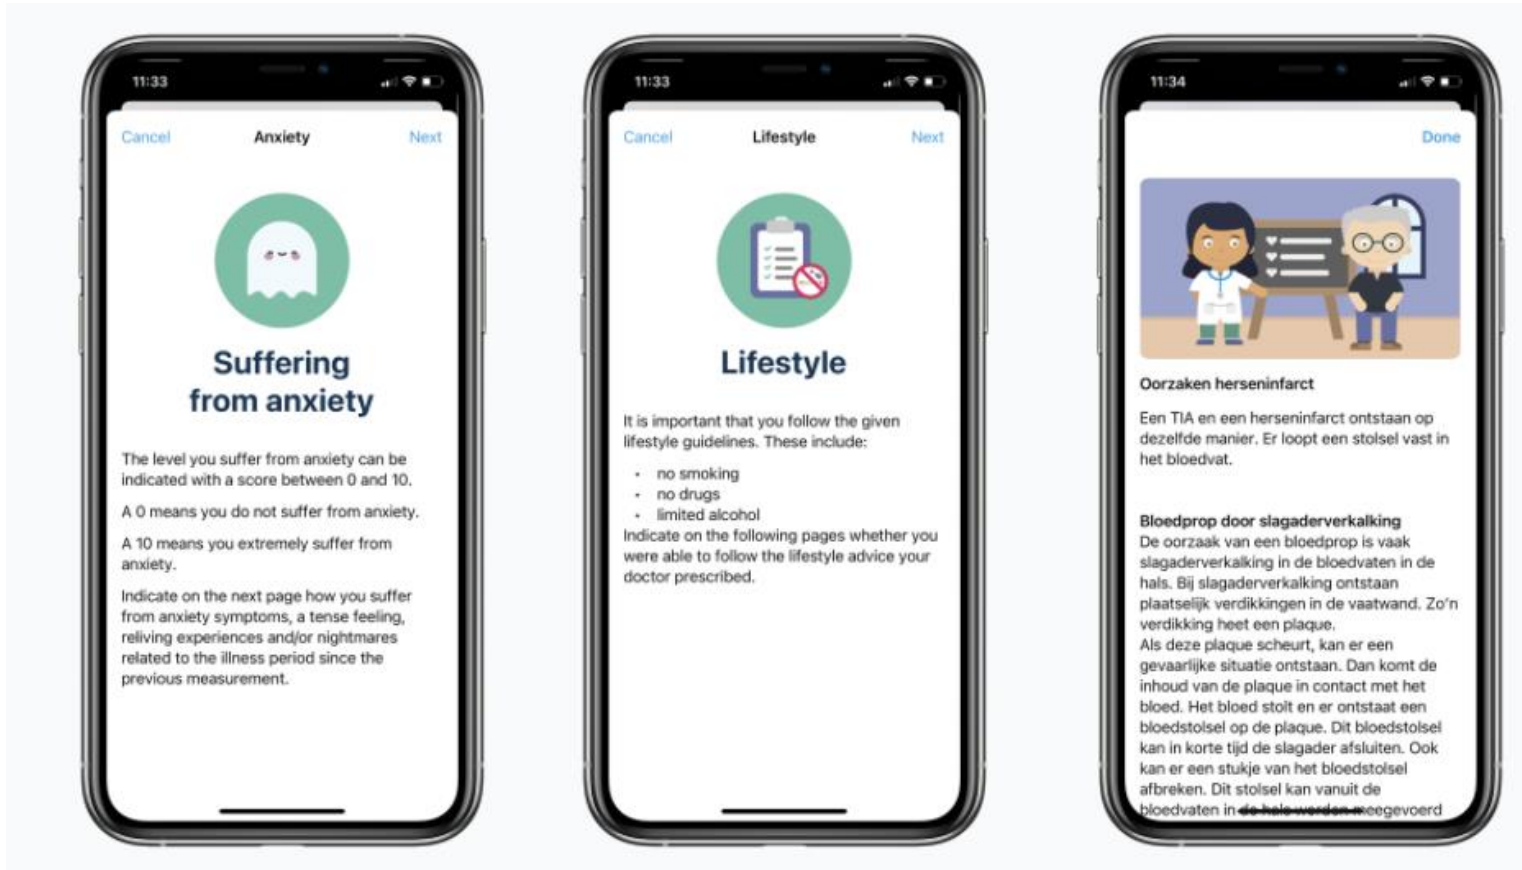 11:33
Cancel
Anxiety
Next
Suffering
from anxiety
The level you suffer from anxiety can be
indicated with a score between 0 and 10.
A 0 means you do not suffer from anxiety.
A 10 means you extremely suffer from
anxiety.
Indicate on the next page how you suffer
from anxiety symptoms, a tense feeling,
reliving experiences and/or nightmares
related to the illness period since the
previous measurement.
11:33
Cancel
Lifestyle
Next
Lifestyle
It is important that you follow the given
lifestyle guidelines. These include:
• no smoking
• no drugs
• limited alcohol
Indicate on the following pages whether you
were able to follow the lifestyle advice your
doctor prescribed.
11:34
Done
Oorzaken herseninfarct
Een TIA en een herseninfarct ontstaan op
dezelfde manier. Er loopt een stolsel vast in
het bloedvat.
Bloedprop door slagaderverkalking
De oorzaak van een bloedprop is vaak
slagaderverkalking in de bloedvaten in de
hals. Bij slagaderverkalking ontstaan
plaatselijk verdikkingen in de vaatwand. Zo'n
verdikking heet een plaque.
Als deze plaque scheurt, kan er een
gevaarlijke situatie ontstaan. Dan komt de
inhoud van de plaque in contact met het
bloed. Het bloed stolt en er ontstaat een
bloedstolsel op de plaque. Dit bloedstolsel
kan in korte tijd de slagader afsluiten. Ook
kan er een stukje van het bloedstolsel
afbreken. Dit stolsel kan vanuit de
bloedvaten in de hals worden meegevoerd